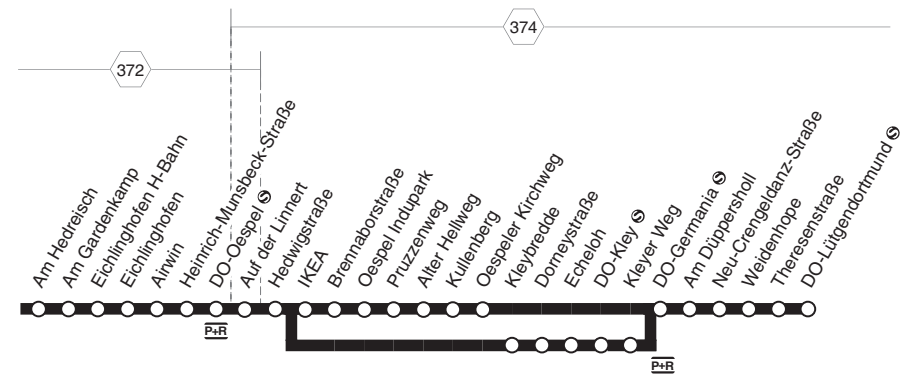 374
372
Am Hedreisch
Am Gardenkamp
Eichlinghofen H-Bahn
Eichlinghofen
Airwin
Heinrich-Munsbeck-Straße
DO-Oespel S
Auf der Linnert
Hedwigstraße
IKEA
Brennaborstraße
Oespel Indupark
Pruzzenweg
Alter Hellweg
Kullenberg
Oespeler Kirchweg
Kleybredde
Dorneystraße
Echeloh
DO-Kley S
Kleyer Weg
DO-Germania S
Am Düppersholl
Neu-Crengeldanz-Straße
Weidenhope
Theresenstraße
DO-Lütgendortmund S
P+R
P+R